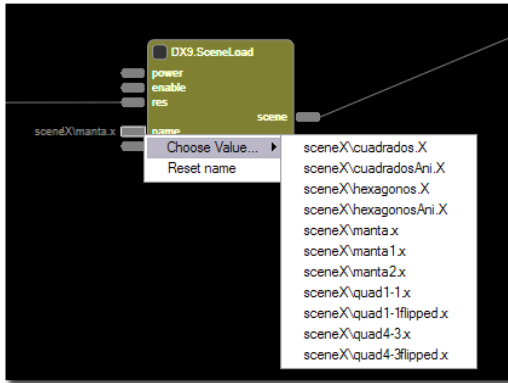 DX9.SceneLoad
power
enable
res
scene
sceneX\manta.x
name
Choose Value...
Reset name
sceneX\cuadrados.X
sceneX\cuadradosAni.X
sceneX\hexagonos.X
sceneX\hexagonosAni.X
sceneX\manta.x
sceneX\manta1.x
sceneX\manta2.x
sceneX\quad1-1.x
sceneX\quad1-1flipped.x
sceneX\quad4-3.x
sceneX\quad4-3flipped.x